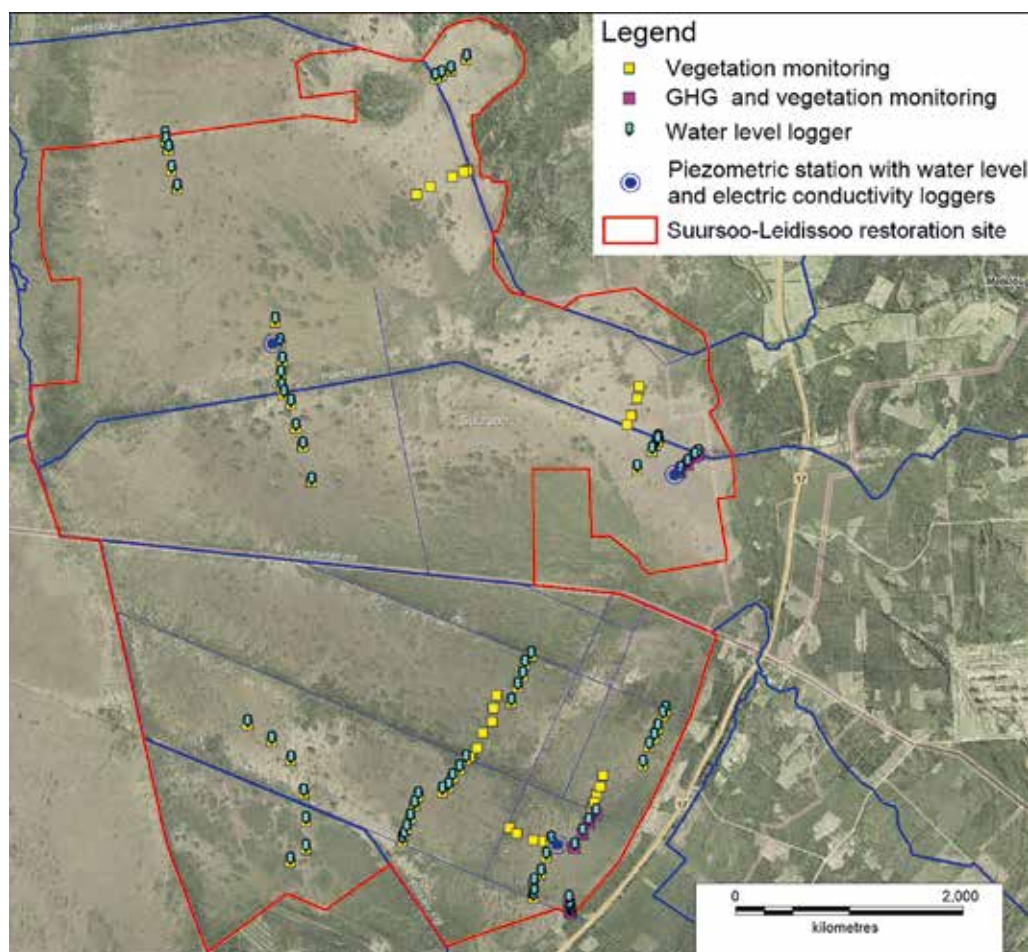 Legend
Vegetation monitoring
GHG and vegetation monitoring
Water level logger
Piezometric station with water level
and electric conductivity loggers
Suursoo-Leidissoo restoration site
17
17
0 2,000
kilometres